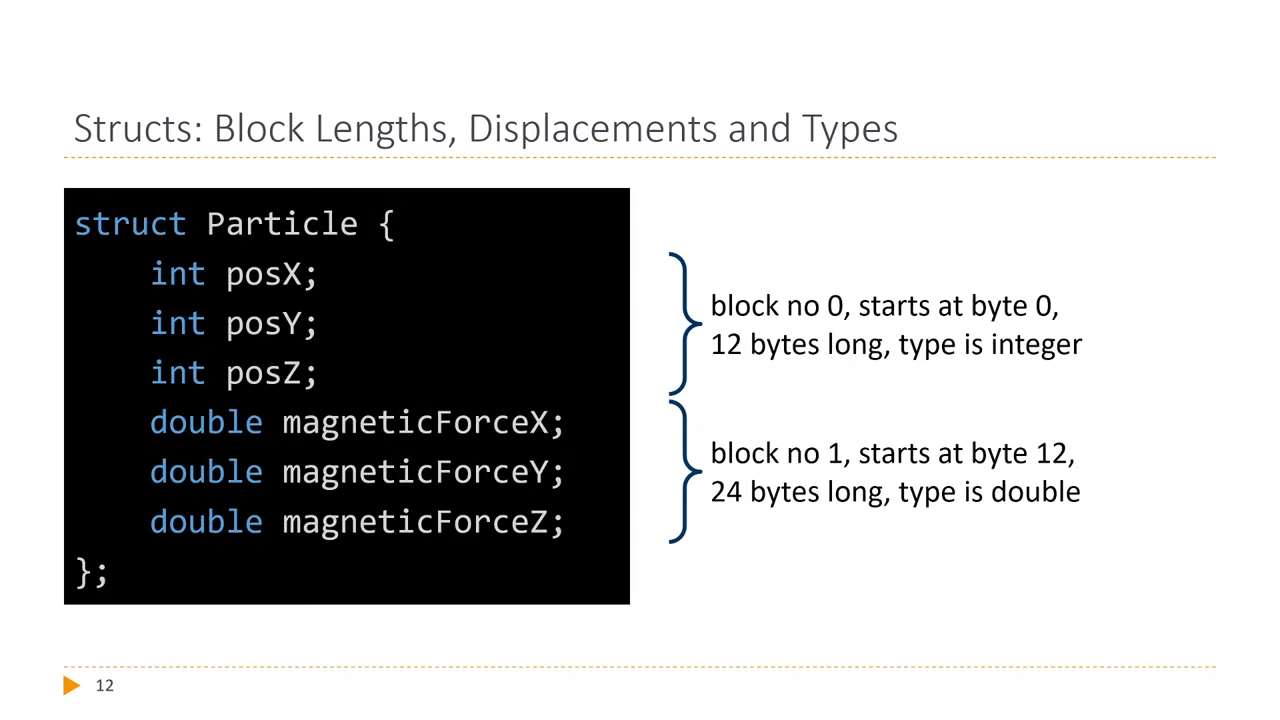 Structs: Block Lengths, Displacements and Types
struct Particle {
    int posX;
    int posY;
    int posZ;
    double magneticForceX;
    double magneticForceY;
    double magneticForceZ;
};
block no 0, starts at byte 0,
12 bytes long, type is integer
block no 1, starts at byte 12,
24 bytes long, type is double
12